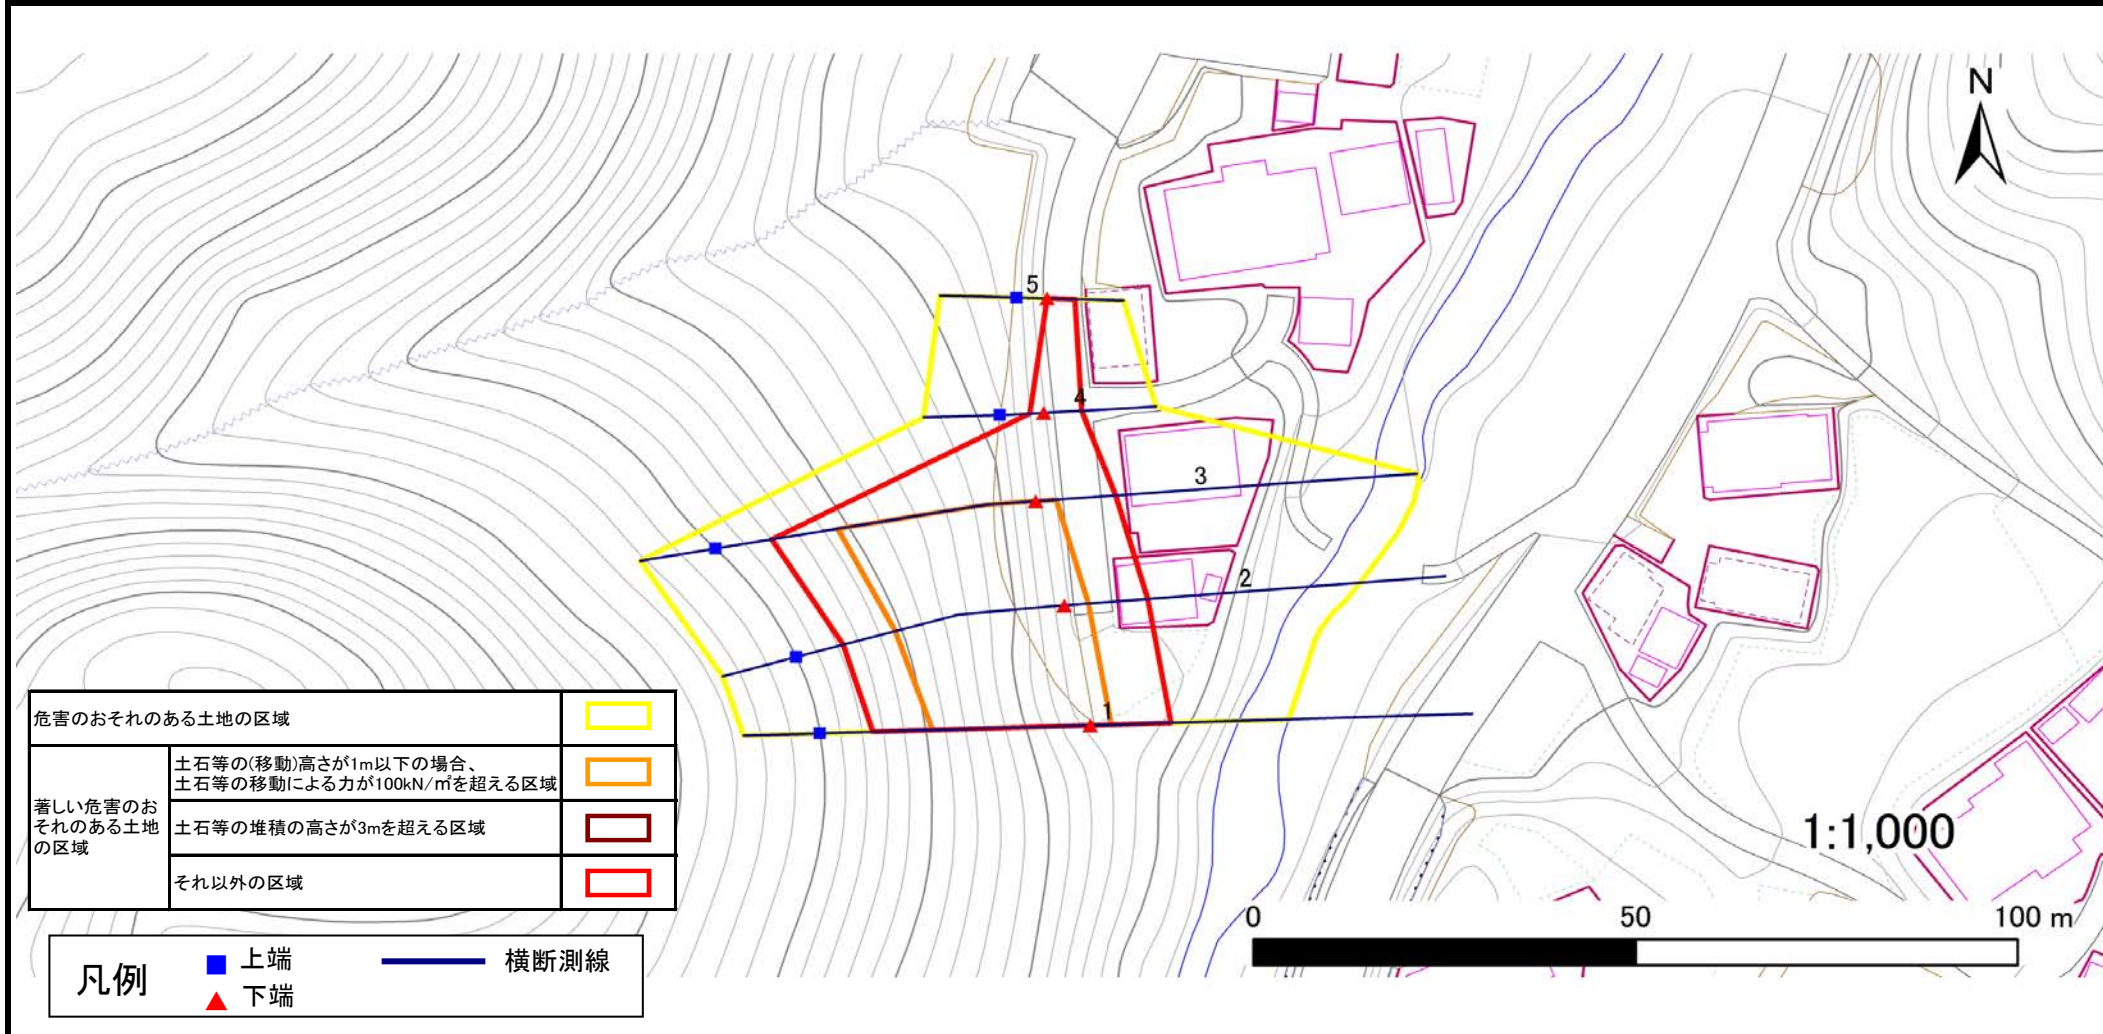 N
5
4
3
2
1
危害のおそれのある土地の区域
著しい危害のお
それのある土地
の区域
土石等の(移動)高さが1m以下の場合、
土石等の移動による力が100kN/㎡を超える区域
土石等の堆積の高さが3mを超える区域
それ以外の区域
凡例
上端
下端
横断測線
1:1,000
0 50 100 m